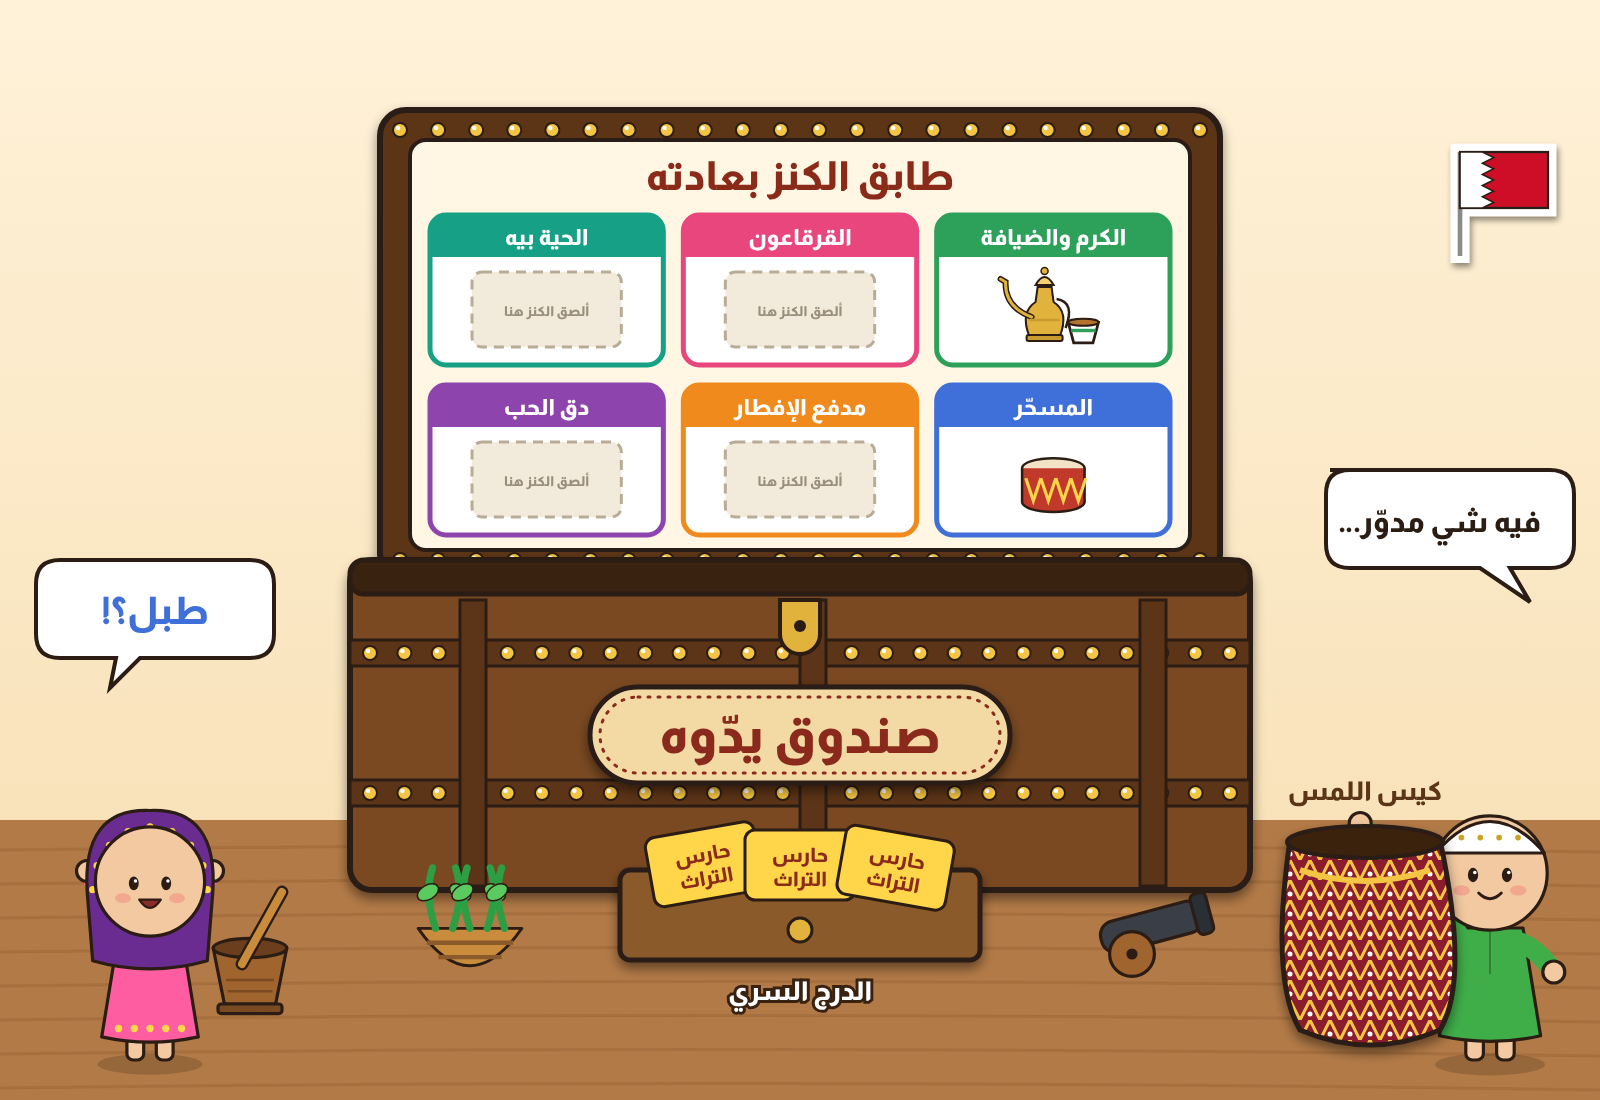 طابق الكنز بعادته
الكرم والضيافة
القرقاعون
الحية بيه
ألصق الكنز هنا
ألصق الكنز هنا
المسحّر
مدفع الإفطار
دق الحب
ألصق الكنز هنا
ألصق الكنز هنا
فيه شي مدوّر...
طبل؟!
صندوق يدّوه
كيس اللمس
حارس
التراث
حارس
التراث
حارس
التراث
الدرج السري